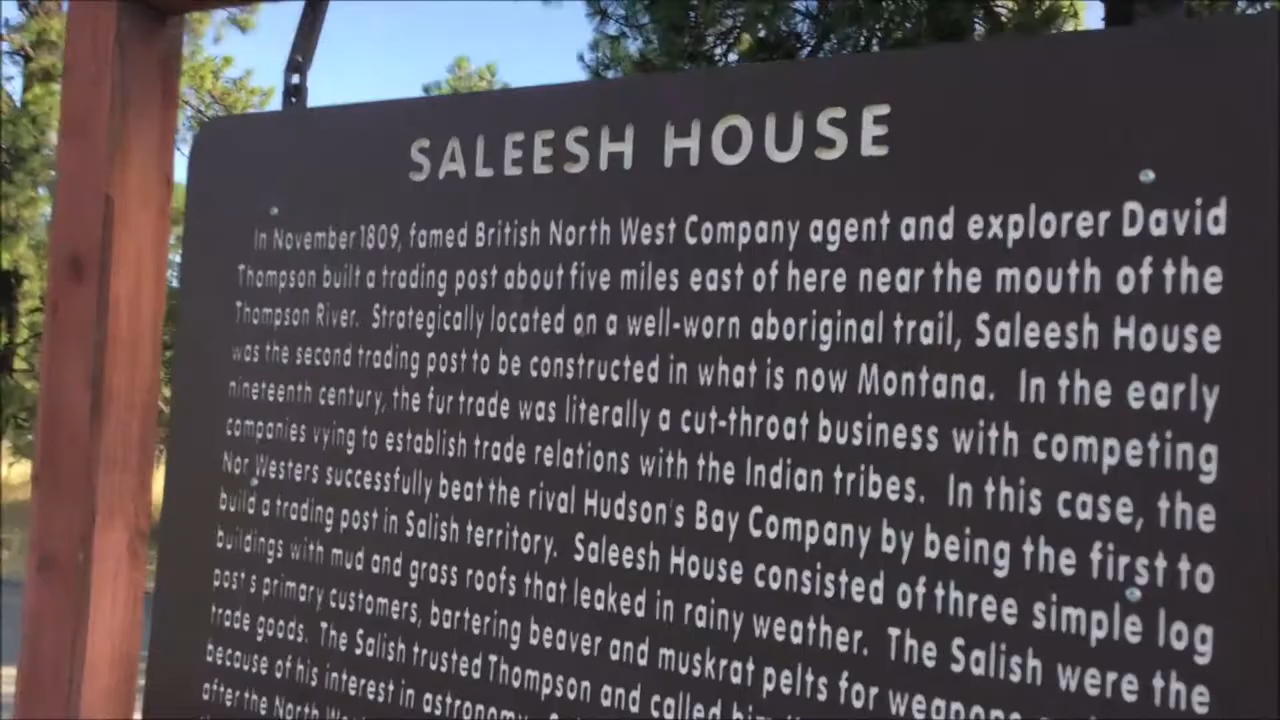 SALEESH HOUSE
In November 1809, famed British North West Company agent and explorer David
Thompson built a trading post about five miles east of here near the mouth of the
Thompson River. Strategically located on a well-worn aboriginal trail, Saleesh House
was the second trading post to be constructed in what is now Montana. In the early
nineteenth century, the fur trade was literally a cut-throat business with competing
companies vying to establish trade relations with the Indian tribes. In this case, the
Nor Westers successfully beat the rival Hudson's Bay Company by being the first to
build a trading post in Salish territory. Saleesh House consisted of three simple log
buildings with mud and grass roofs that leaked in rainy weather. The Salish were the
post's primary customers, bartering beaver and muskrat pelts for weapons
trade goods. The Salish trusted Thompson and called him
because of his interest in astronomy.
after the North